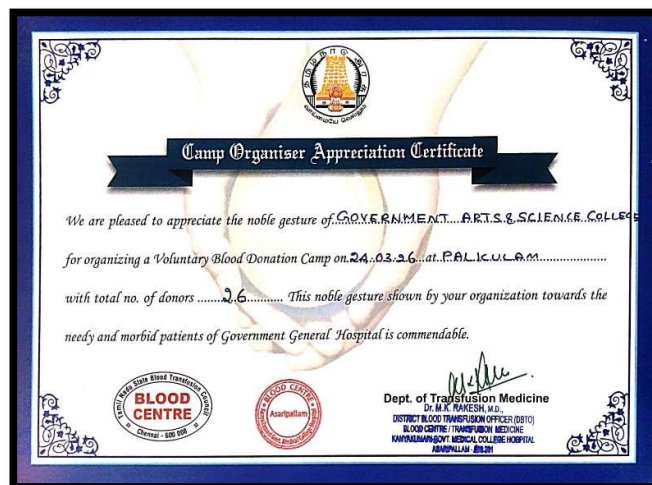 தமிழ்நாடு அரசு
வாய்மையே வெல்லும்
Camp Organiser Appreciation Certificate
We are pleased to appreciate the noble gesture of GOVERNMENT ARTS & SCIENCE COLLEGE
for organizing a Voluntary Blood Donation Camp on 24.03.26 at PALKULAM
with total no. of donors 26 This noble gesture shown by your organization towards the
needy and morbid patients of Government General Hospital is commendable.
Tamil Nadu State Blood Transfusion Council
BLOOD
CENTRE
Chennai - 600 008
BLOOD CENTRE
Asaripallam
Dept. of Transfusion Medicine
Dr. M.K. RAKESH, M.D.,
DISTRICT BLOOD TRANSFUSION OFFICER (DBTO)
BLOOD CENTRE / TRANSFUSION MEDICINE
KANYAKUMARI GOVT. MEDICAL COLLEGE HOSPITAL
ASARIPALLAM